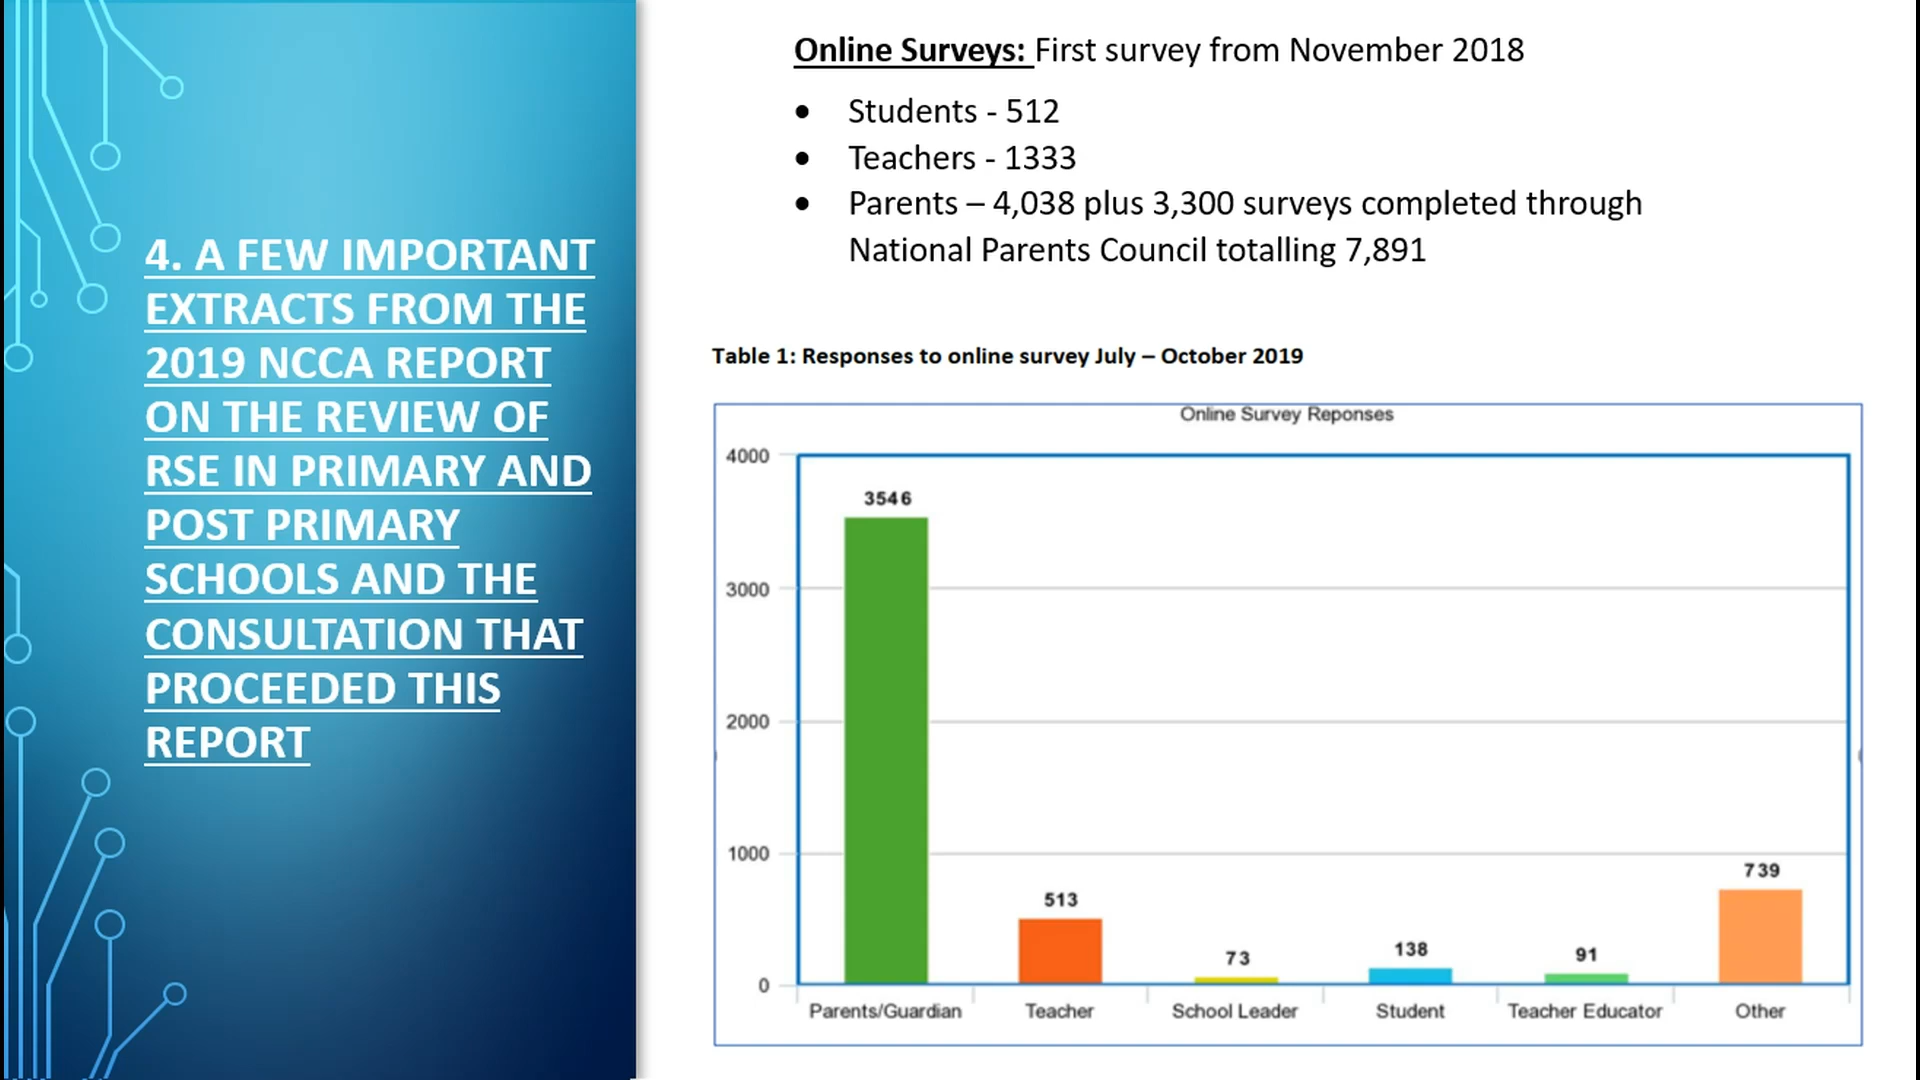 4. A FEW IMPORTANT
EXTRACTS FROM THE
2019 NCCA REPORT
ON THE REVIEW OF
RSE IN PRIMARY AND
POST PRIMARY
SCHOOLS AND THE
CONSULTATION THAT
PROCEEDED THIS
REPORT
Online Surveys: First survey from November 2018
• Students - 512
• Teachers - 1333
• Parents – 4,038 plus 3,300 surveys completed through
National Parents Council totalling 7,891
Table 1: Responses to online survey July – October 2019
Online Survey Reponses
4000
3000
2000
1000
0
3546
513
73
138
91
739
Parents/Guardian
Teacher
School Leader
Student
Teacher Educator
Other